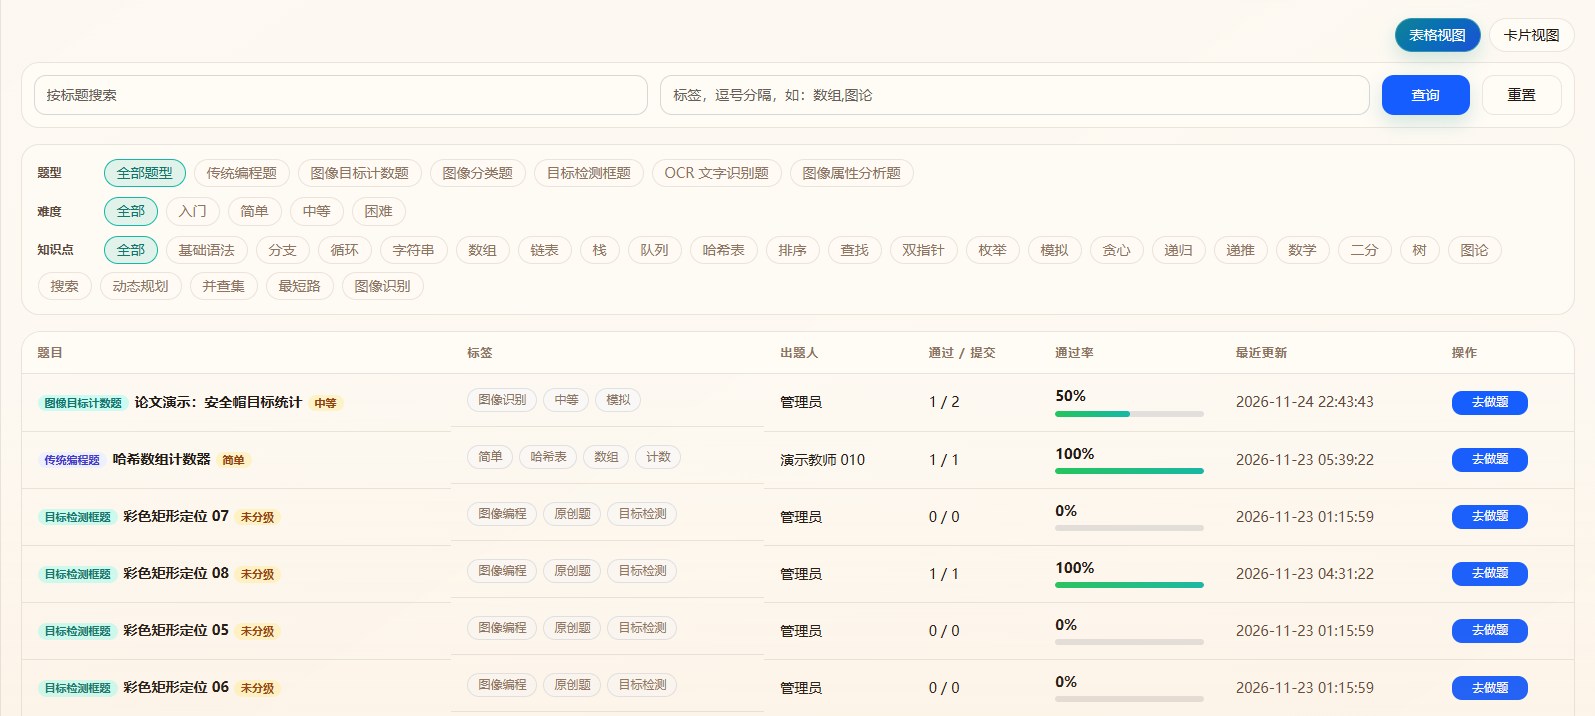 表格视图 卡片视图
按标题搜索 标签，逗号分隔，如：数组,图论 查询 重置
题型 全部题型 传统编程题 图像目标计数题 图像分类题 目标检测框题 OCR 文字识别题 图像属性分析题
难度 全部 入门 简单 中等 困难
知识点 全部 基础语法 分支 循环 字符串 数组 链表 栈 队列 哈希表 排序 查找 双指针 枚举 模拟 贪心 递归 递推 数学 二分 树 图论
搜索 动态规划 并查集 最短路 图像识别
题目 标签 出题人 通过 / 提交 通过率 最近更新 操作
图像目标计数题 论文演示：安全帽目标统计 中等 图像识别 中等 模拟 管理员 1 / 2 50% 2026-11-24 22:43:43 去做题
传统编程题 哈希数组计数器 简单 简单 哈希表 数组 计数 演示教师 010 1 / 1 100% 2026-11-23 05:39:22 去做题
目标检测框题 彩色矩形定位 07 未分级 图像编程 原创题 目标检测 管理员 0 / 0 0% 2026-11-23 01:15:59 去做题
目标检测框题 彩色矩形定位 08 未分级 图像编程 原创题 目标检测 管理员 1 / 1 100% 2026-11-23 04:31:22 去做题
目标检测框题 彩色矩形定位 05 未分级 图像编程 原创题 目标检测 管理员 0 / 0 0% 2026-11-23 01:15:59 去做题
目标检测框题 彩色矩形定位 06 未分级 图像编程 原创题 目标检测 管理员 0 / 0 0% 2026-11-23 01:15:59 去做题